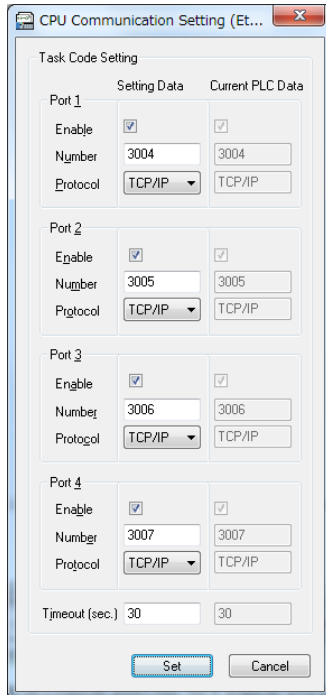 CPU Communication Setting (Et...
Task Code Setting
Setting Data Current PLC Data
Port 1
Enable
Number 3004 3004
Protocol TCP/IP TCP/IP
Port 2
Enable
Number 3005 3005
Protocol TCP/IP TCP/IP
Port 3
Enable
Number 3006 3006
Protocol TCP/IP TCP/IP
Port 4
Enable
Number 3007 3007
Protocol TCP/IP TCP/IP
Timeout (sec.) 30 30
Set Cancel